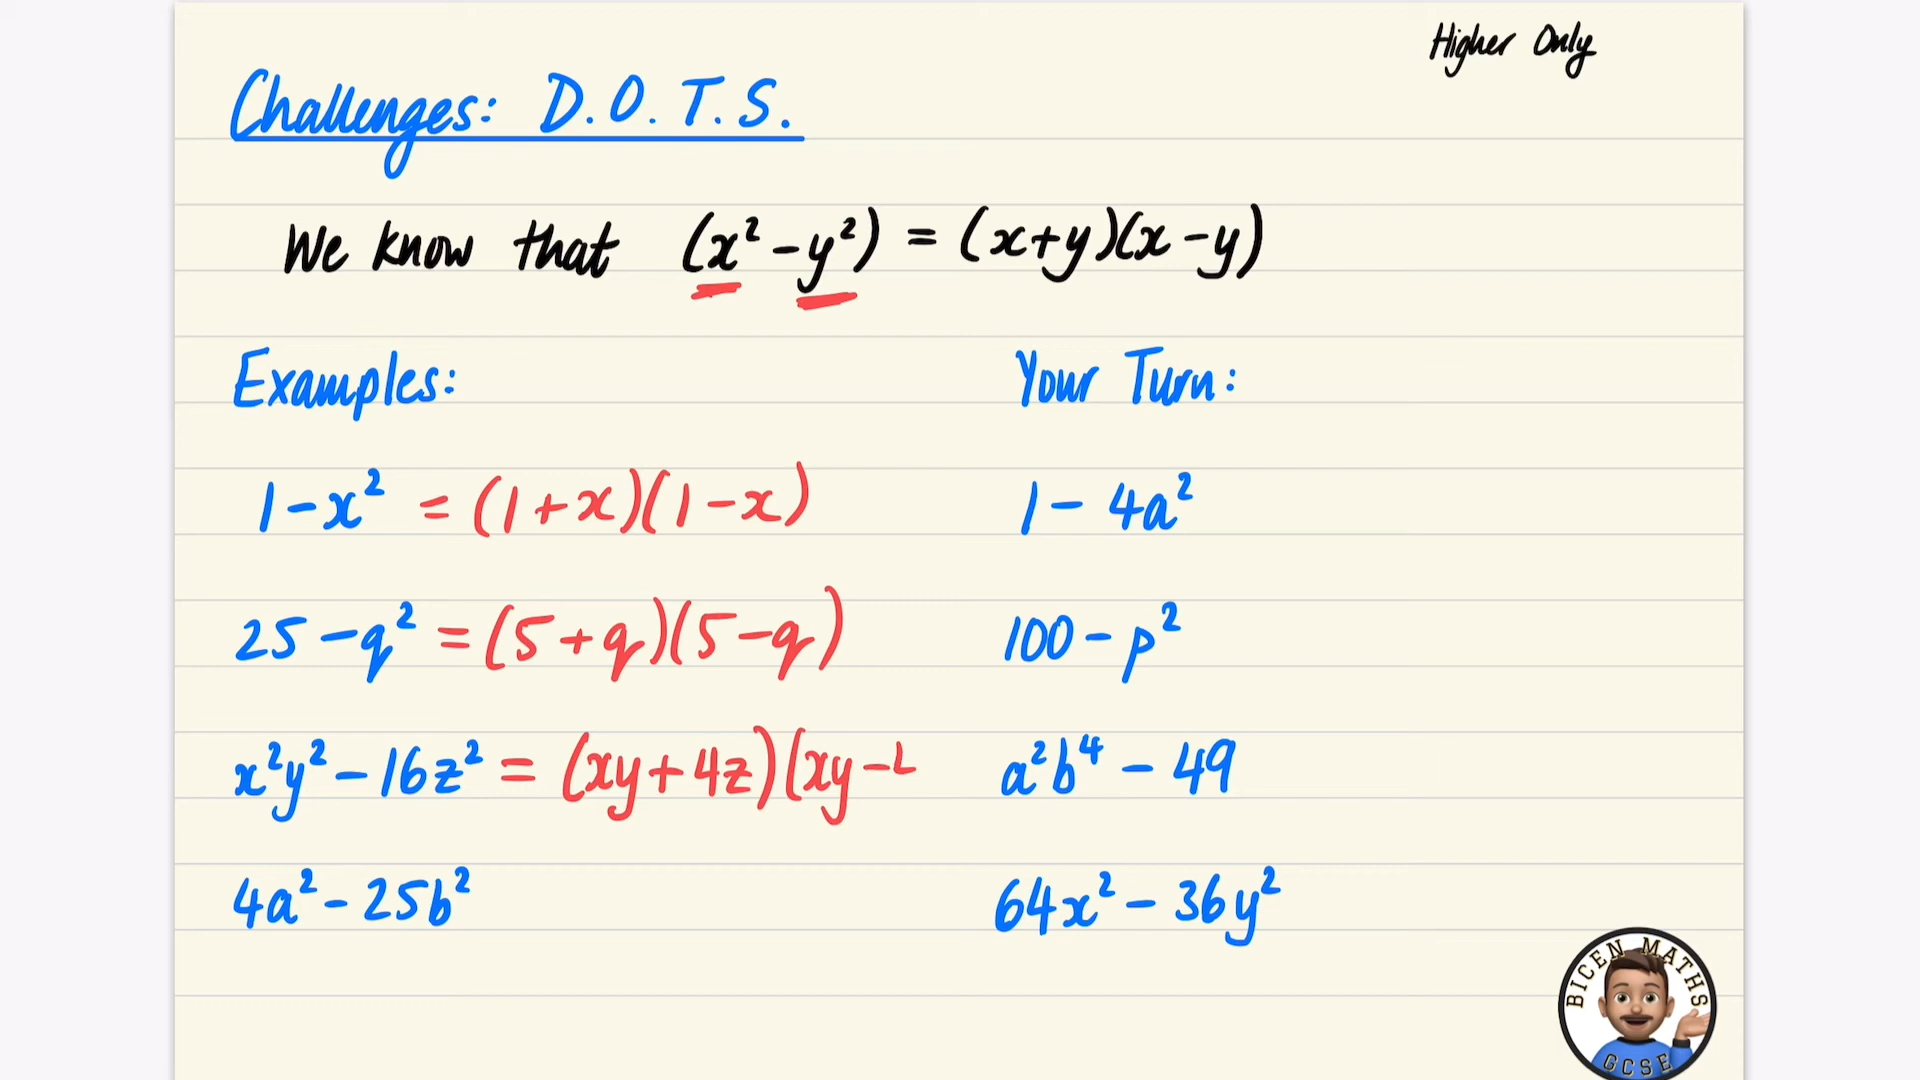 Higher Only
Challenges: D.O.T.S.
We know that (x²-y²) = (x+y)(x-y)
Examples:
Your Turn:
1-x² = (1+x)(1-x)
1- 4a²
25-q² = (5+q)(5-q)
100-p²
x²y²-16z² = (xy+4z)(xy-
a²b⁴ - 49
4a²-25b²
64x²-36y²
BICEN MATHS
GCSE